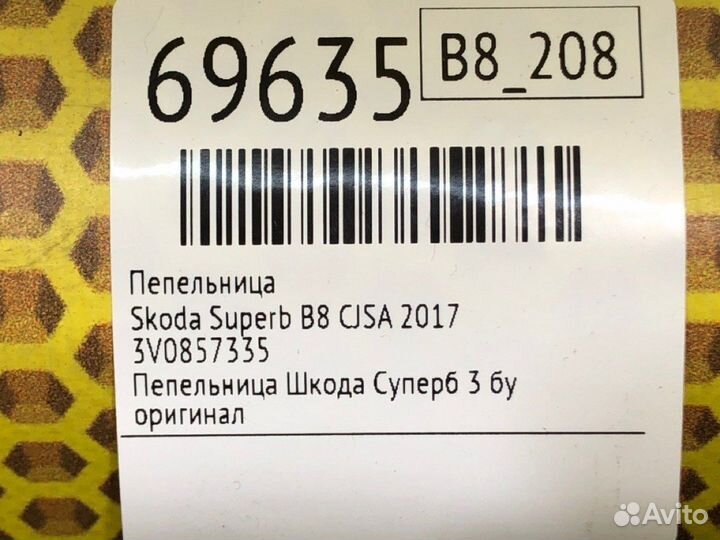 69635
B8_208
Пепельница
Skoda Superb B8 CJSA 2017
3V0857335
Пепельница Шкода Суперб 3 бу
оригинал
Avito